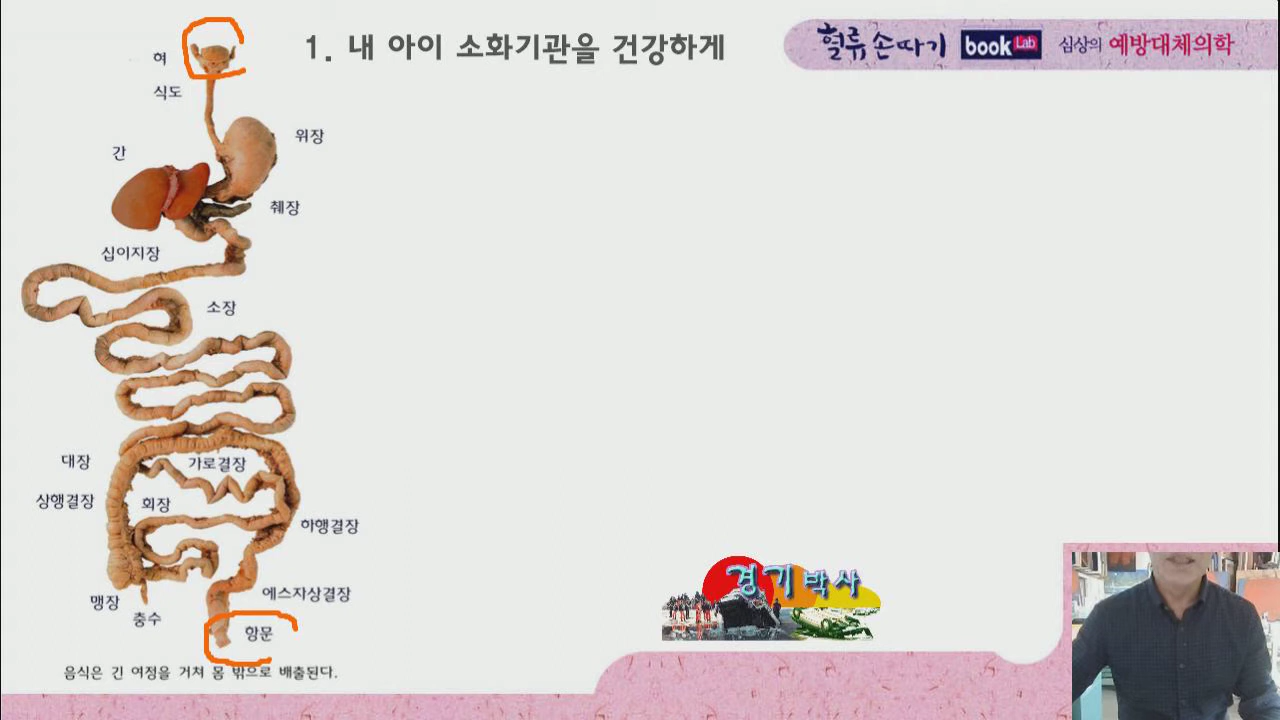 1. 내 아이 소화기관을 건강하게
혈류 손따기
book Lab
심상의 예방대체의학
혀
식도
위장
간
췌장
십이지장
소장
대장
가로결장
상행결장
회장
하행결장
에스자상결장
맹장
충수
항문
음식은 긴 여정을 거쳐 몸 밖으로 배출된다.
경기박사